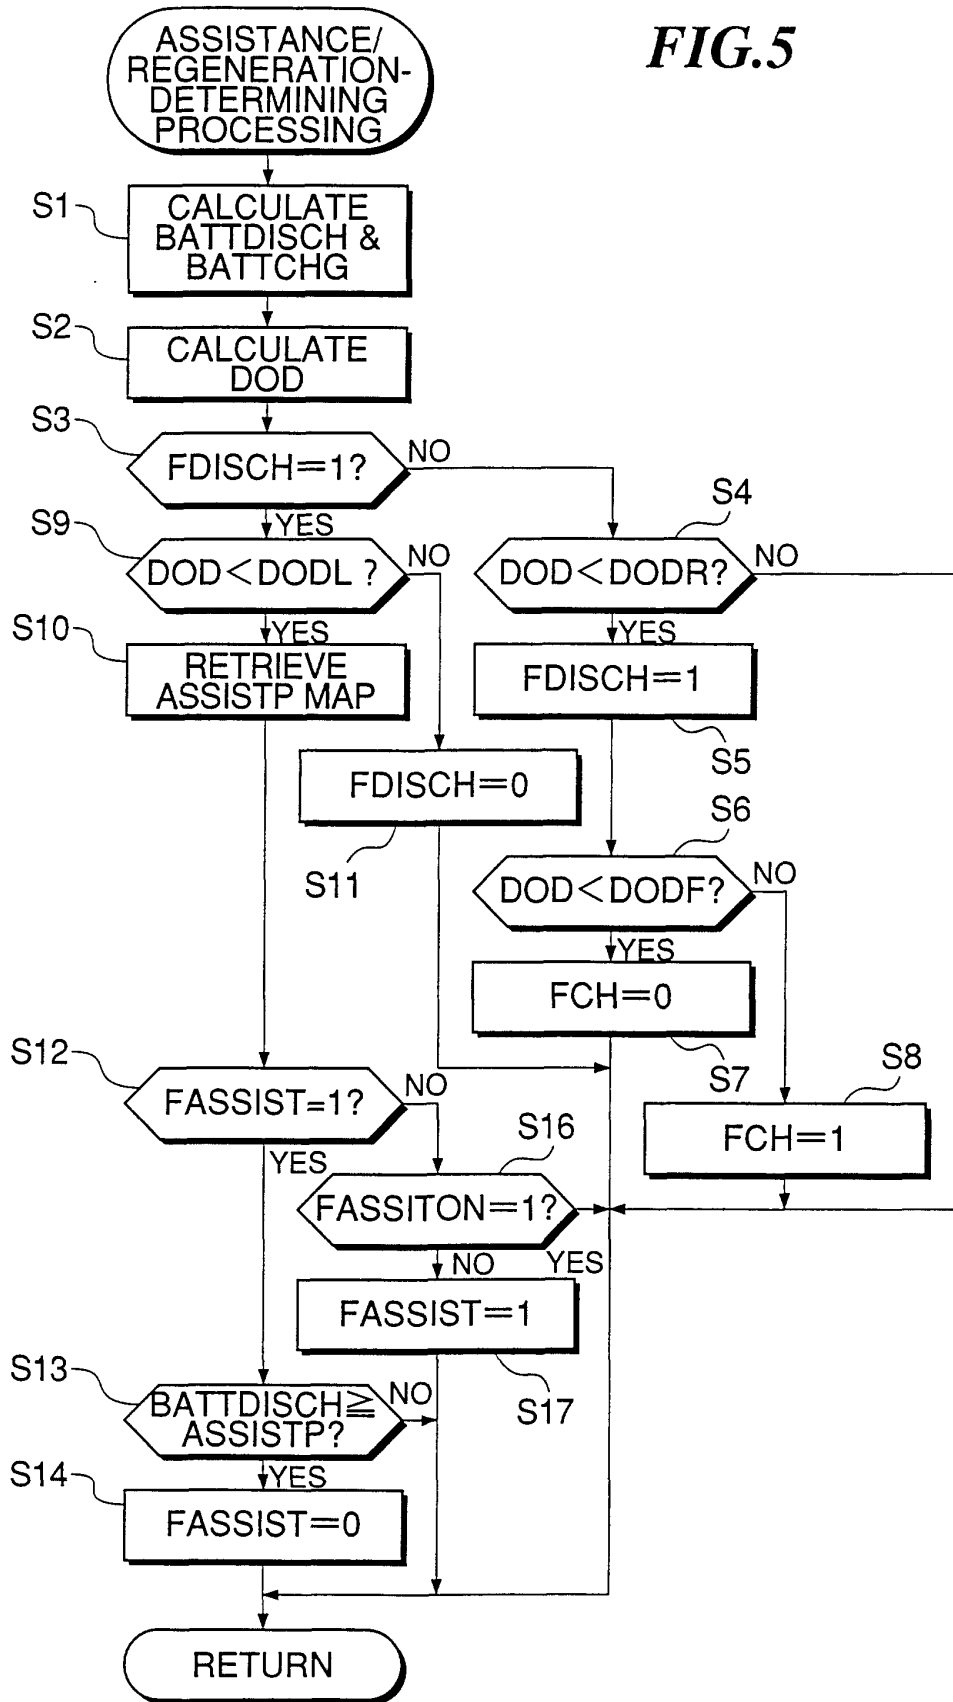 FIG.5
ASSISTANCE/
REGENERATION-
DETERMINING
PROCESSING
S1
CALCULATE
BATTDISCH &
BATTCHG
S2
CALCULATE
DOD
S3
FDISCH=1?
NO
YES
S9
DOD<DODL ?
NO
YES
S4
DOD<DODR?
NO
YES
S10
RETRIEVE
ASSISTP MAP
FDISCH=1
S5
FDISCH=0
S11
S6
DOD<DODF?
NO
YES
FCH=0
S7
S8
FCH=1
S12
FASSIST=1?
NO
YES
S16
FASSITON=1?
NO
YES
FASSIST=1
S17
S13
BATTDISCH≧
ASSISTP?
NO
YES
S14
FASSIST=0
RETURN